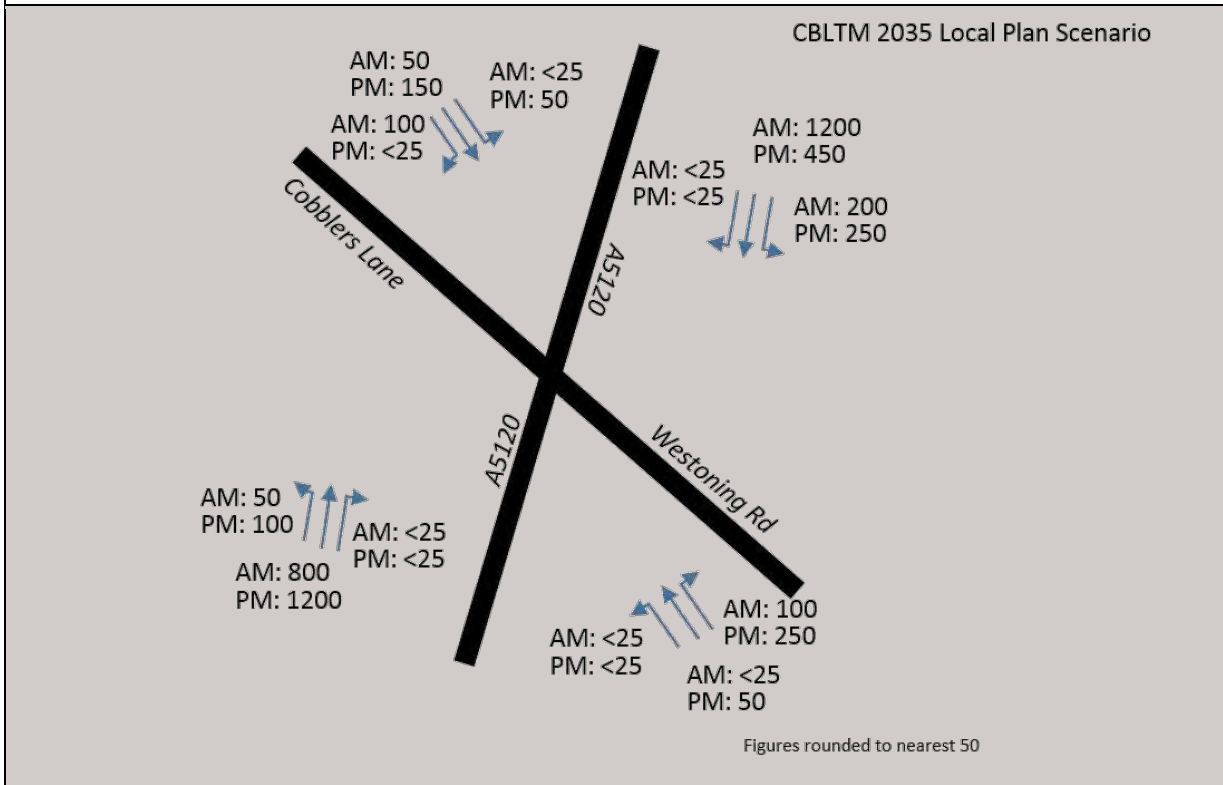 CBLTM 2035 Local Plan Scenario
AM: 50
PM: 150
AM: <25
PM: 50
AM: 100
PM: <25
AM: 1200
PM: 450
AM: <25
PM: <25
AM: 200
PM: 250
Cobblers Lane
A5120
A5120
Westoning Rd
AM: 50
PM: 100
AM: <25
PM: <25
AM: 800
PM: 1200
AM: 100
PM: 250
AM: <25
PM: <25
AM: <25
PM: 50
Figures rounded to nearest 50